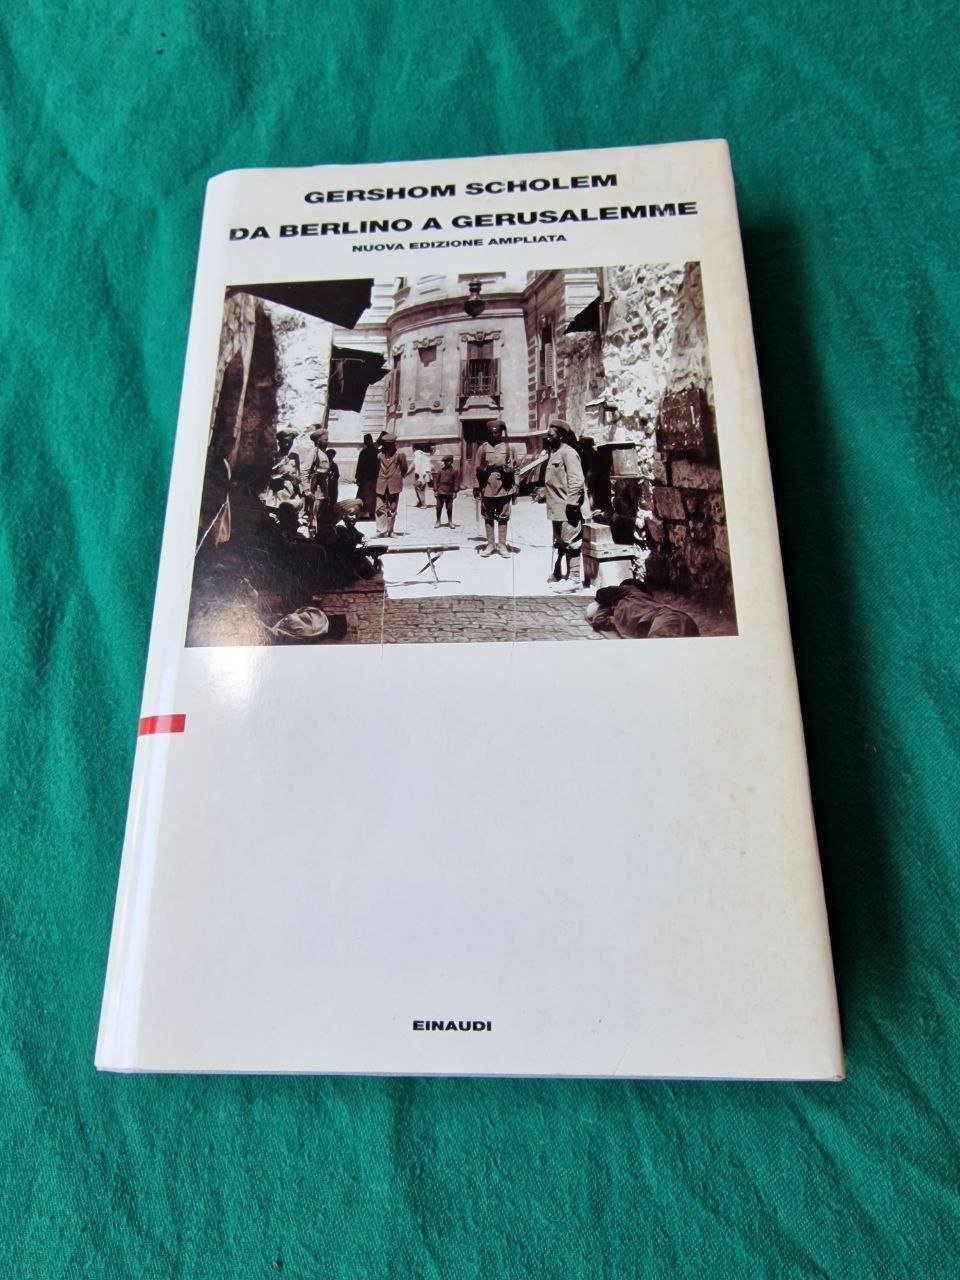 GERSHOM SCHOLEM
DA BERLINO A GERUSALEMME
NUOVA EDIZIONE AMPLIATA
EINAUDI